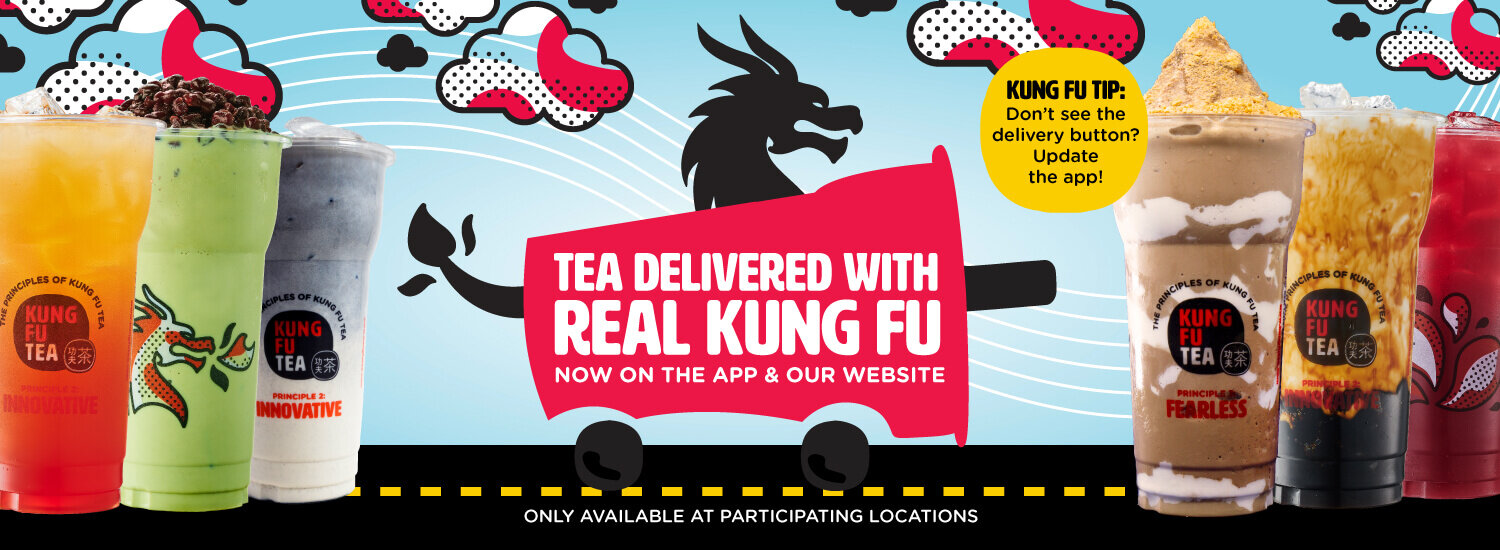 KUNG FU TIP:
Don't see the
delivery button?
Update
the app!
TEA DELIVERED WITH
REAL KUNG FU
NOW ON THE APP & OUR WEBSITE
ONLY AVAILABLE AT PARTICIPATING LOCATIONS
THE PRINCIPLES OF KUNG FU TEA
KUNG
FU
TEA
功夫茶
PRINCIPLE 2:
INNOVATIVE
PRINCIPLES OF KUNG FU TEA
KUNG
FU
TEA
功夫茶
PRINCIPLE 2:
INNOVATIVE
THE PRINCIPLES OF KUNG FU TEA
KUNG
FU
TEA
功夫茶
FEARLESS
PRINCIPLES OF KUNG FU TEA
KUNG
FU
TEA
功夫茶
PRINCIPLE 2: